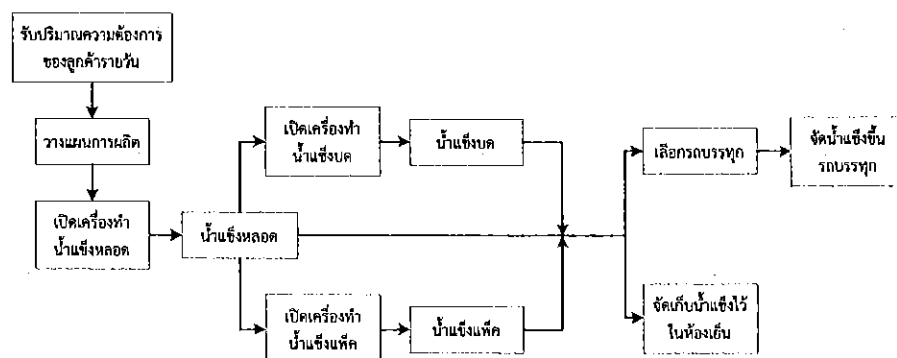 รับปริมาณความต้องการ
ของลูกค้ารายวัน
วางแผนการผลิต
เปิดเครื่องทำ
น้ำแข็งหลอด
น้ำแข็งหลอด
เปิดเครื่องทำ
น้ำแข็งบด
น้ำแข็งบด
เปิดเครื่องทำ
น้ำแข็งแพ็ค
น้ำแข็งแพ็ค
เลือกรถบรรทุก
จัดน้ำแข็งขึ้น
รถบรรทุก
จัดเก็บน้ำแข็งไว้
ในห้องเย็น